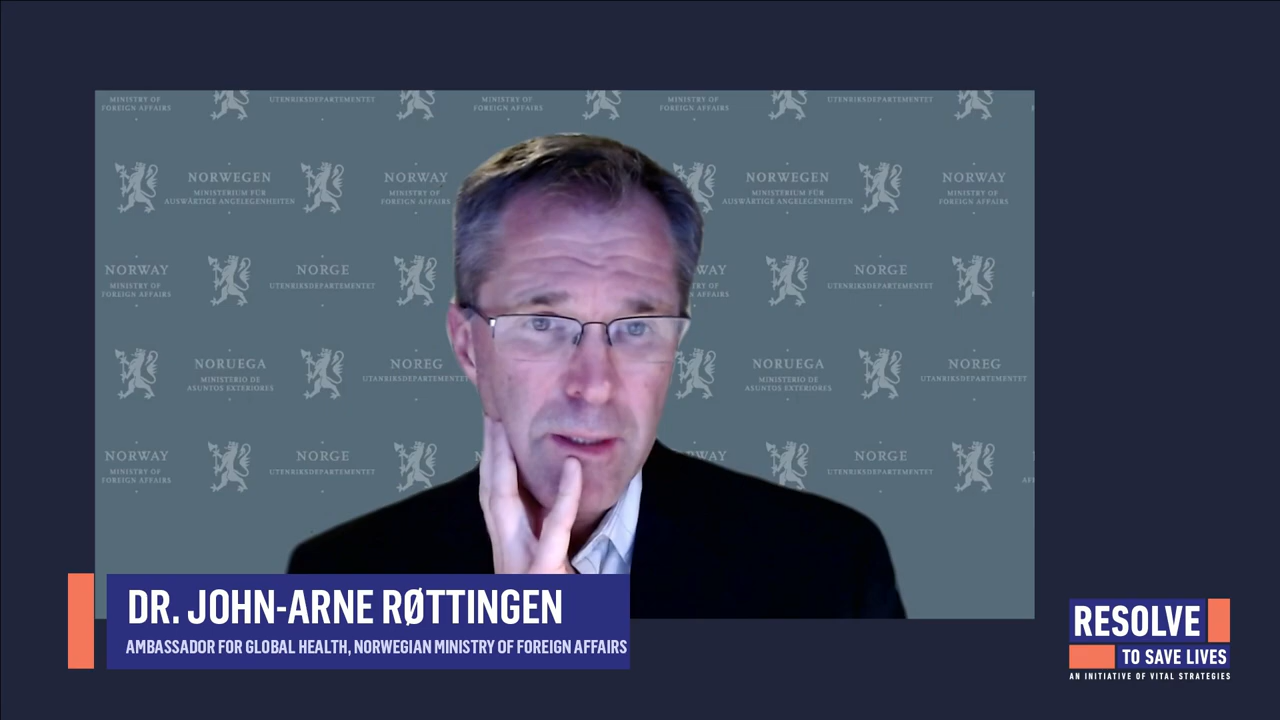 MINISTRY OF
FOREIGN AFFAIRS
UTENRIKSDEPARTEMENTET
MINISTRY OF
FOREIGN AFFAIRS
MINISTRY OF
FOREIGN AFFAIRS
UTENRIKSDEPARTEMENTET
NORWEGEN
MINISTERIUM FÜR
AUSWÄRTIGE ANGELEGENHEITEN
NORWAY
MINISTRY OF
FOREIGN AFFAIRS
NORWEGEN
MINISTERIUM FÜR
AUSWÄRTIGE ANGELEGENHEITEN
NORWAY
MINISTRY OF
FOREIGN AFFAIRS
NORWAY
MINISTRY OF
FOREIGN AFFAIRS
NORGE
UTENRIKSDEPARTEMENTET
NORGE
UTENRIKSDEPARTEMENTET
NORUEGA
MINISTERIO DE
ASUNTOS EXTERIORES
NOREG
UTANRIKSDEPARTEMENTET
NORUEGA
MINISTERIO DE
ASUNTOS EXTERIORES
NOREG
UTANRIKSDEPARTEMENTET
NORWAY
MINISTRY OF
FOREIGN AFFAIRS
NORGE
UTENRIKSDEPARTEMENTET
NORGE
UTENRIKSDEPARTEMENTET
DR. JOHN-ARNE RØTTINGEN
AMBASSADOR FOR GLOBAL HEALTH, NORWEGIAN MINISTRY OF FOREIGN AFFAIRS
RESOLVE
TO SAVE LIVES
AN INITIATIVE OF VITAL STRATEGIES